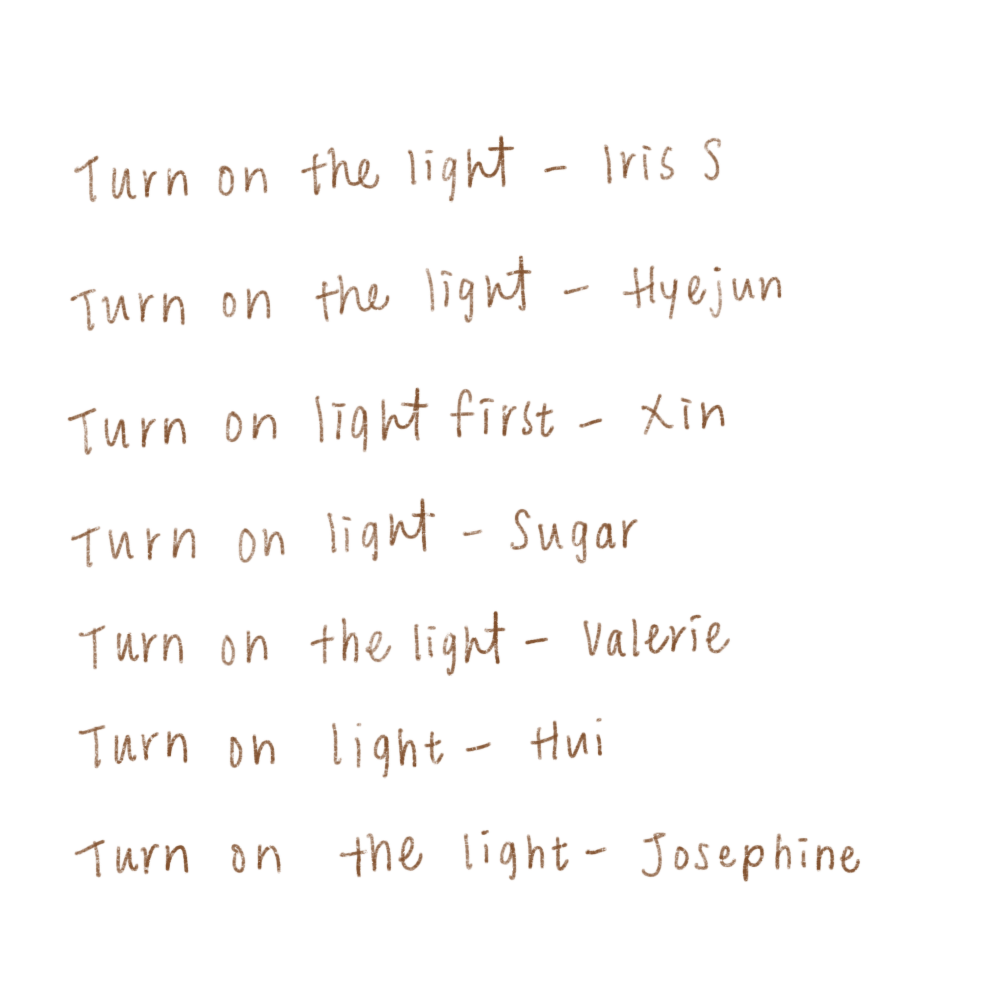 Turn on the light - Iris S
Turn on the light - Hyejun
Turn on light first - Xin
Turn on light - Sugar
Turn on the light - Valerie
Turn on light - Hui
Turn on the light - Josephine